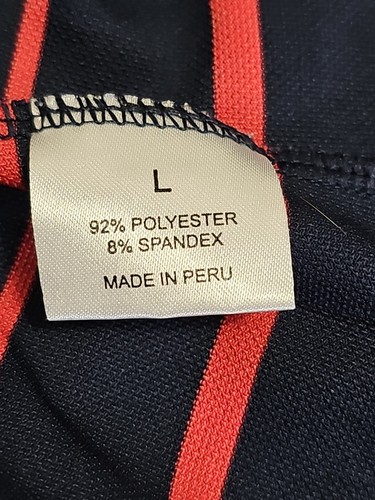 L
92% POLYESTER
8% SPANDEX
MADE IN PERU